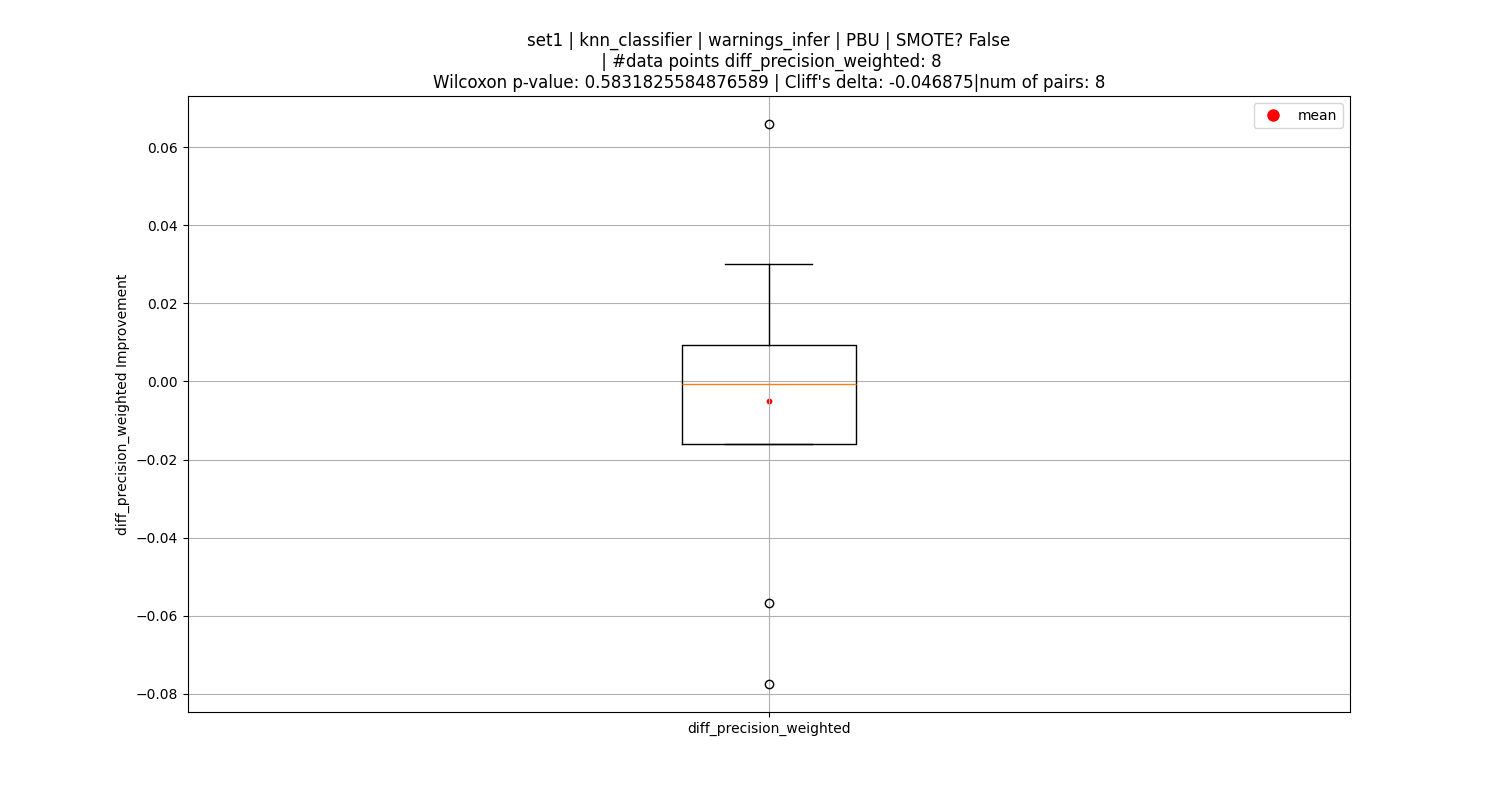 set1 | knn_classifier | warnings_infer | PBU | SMOTE? False
| #data points diff_precision_weighted: 8
Wilcoxon p-value: 0.5831825584876589 | Cliff's delta: -0.046875|num of pairs: 8
mean
0.06
0.04
0.02
0.00
−0.02
−0.04
−0.06
−0.08
diff_precision_weighted Improvement
diff_precision_weighted